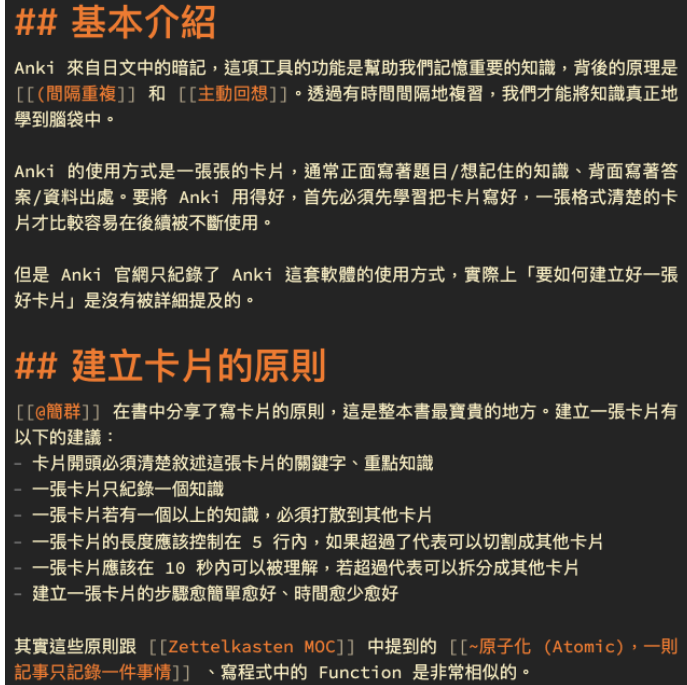 ## 基本介紹
Anki 來自日文中的暗記，這項工具的功能是幫助我們記憶重要的知識，背後的原理是
[[(間隔重複]] 和 [[主動回想]]。透過有時間間隔地複習，我們才能將知識真正地
學到腦袋中。
Anki 的使用方式是一張張的卡片，通常正面寫著題目/想記住的知識、背面寫著答
案/資料出處。要將 Anki 用得好，首先必須先學習把卡片寫好，一張格式清楚的卡
片才比較容易在後續被不斷使用。
但是 Anki 官網只紀錄了 Anki 這套軟體的使用方式，實際上「要如何建立好一張
好卡片」是沒有被詳細提及的。
## 建立卡片的原則
[[@簡群]] 在書中分享了寫卡片的原則，這是整本書最寶貴的地方。建立一張卡片有
以下的建議：
- 卡片開頭必須清楚敘述這張卡片的關鍵字、重點知識
- 一張卡片只紀錄一個知識
- 一張卡片若有一個以上的知識，必須打散到其他卡片
- 一張卡片的長度應該控制在 5 行內，如果超過了代表可以切割成其他卡片
- 一張卡片應該在 10 秒內可以被理解，若超過代表可以拆分成其他卡片
- 建立一張卡片的步驟愈簡單愈好、時間愈少愈好
其實這些原則跟 [[Zettelkasten MOC]] 中提到的 [[~原子化 (Atomic)，一則
記事只記錄一件事情]] 、寫程式中的 Function 是非常相似的。